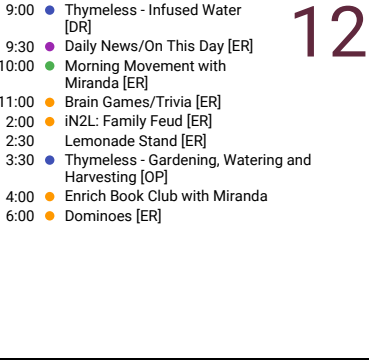 12
9:00 Thymeless - Infused Water
[DR]
9:30 Daily News/On This Day [ER]
10:00 Morning Movement with
Miranda [ER]
11:00 Brain Games/Trivia [ER]
2:00 iN2L: Family Feud [ER]
2:30 Lemonade Stand [ER]
3:30 Thymeless - Gardening, Watering and
Harvesting [OP]
4:00 Enrich Book Club with Miranda
6:00 Dominoes [ER]